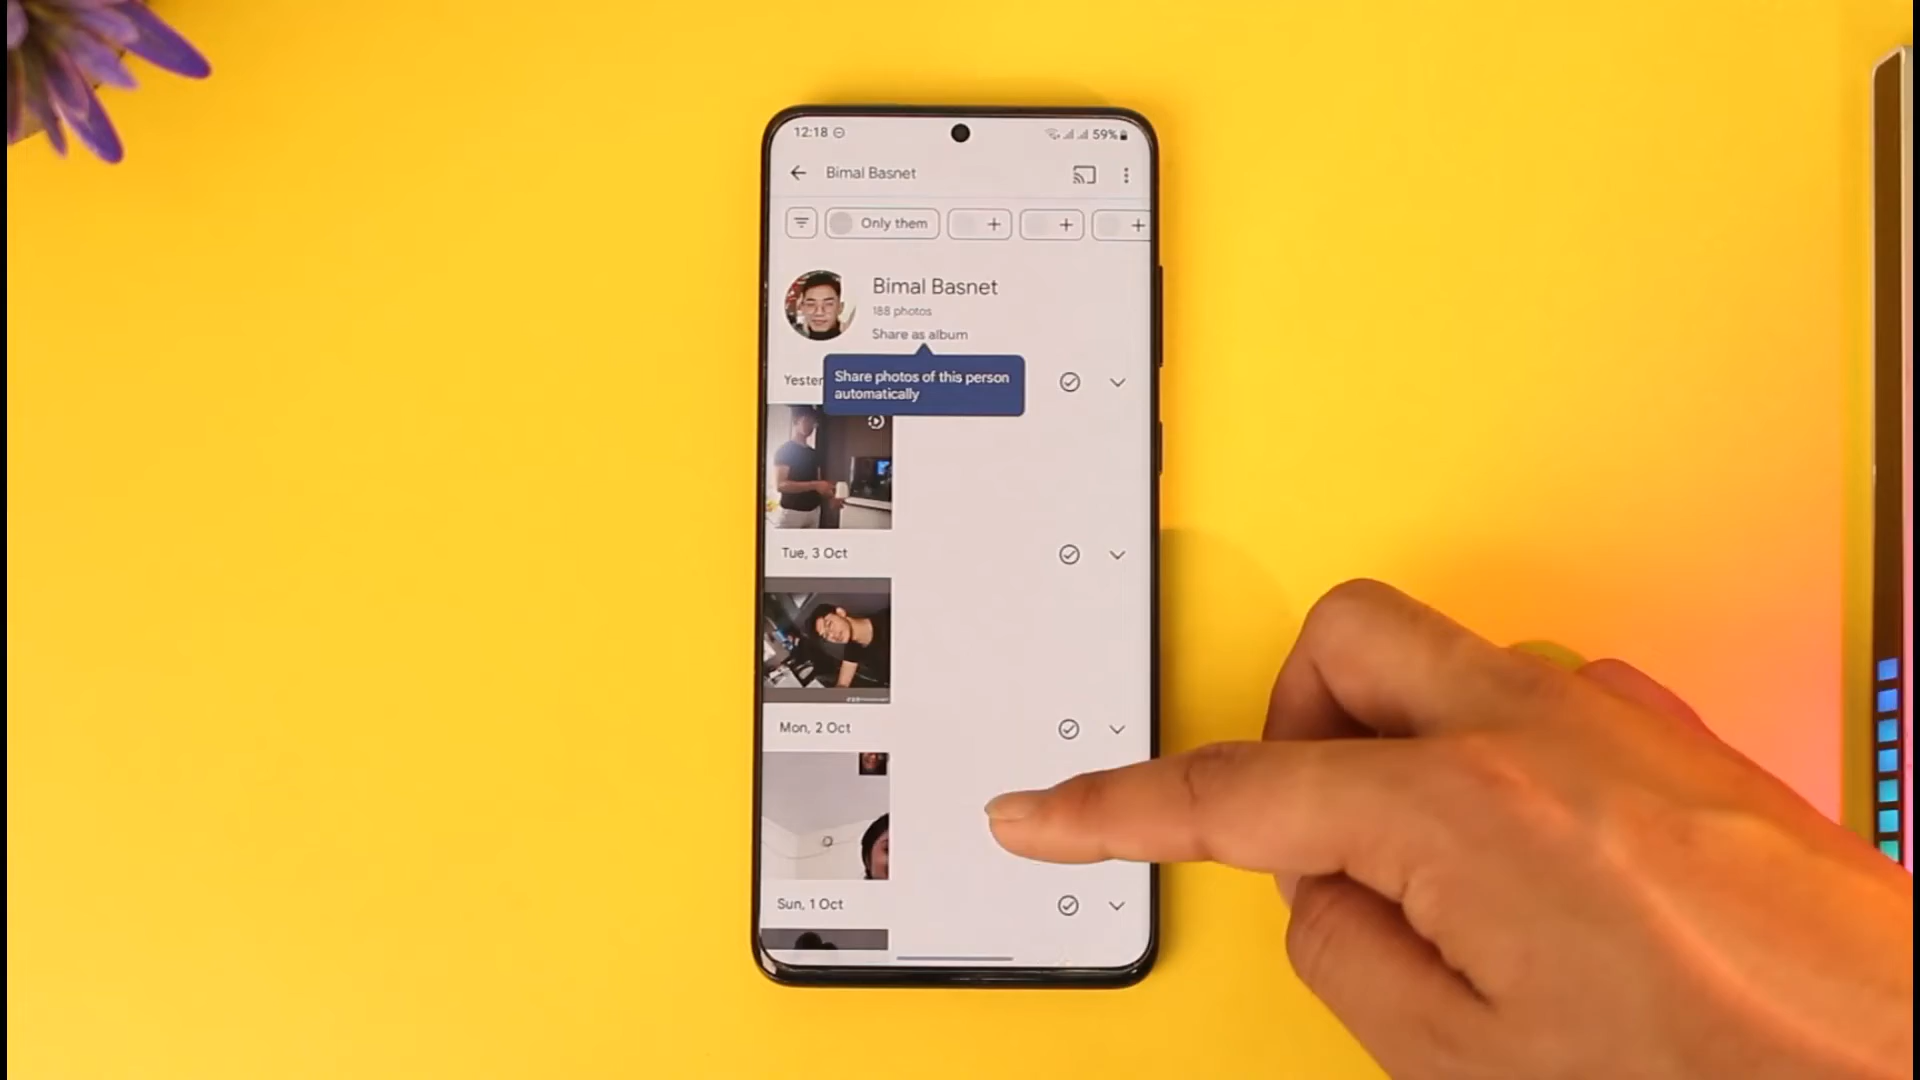 12:18
59%
Bimal Basnet
Only them
Bimal Basnet
188 photos
Share as album
Share photos of this person
automatically
Yester
Tue, 3 Oct
Mon, 2 Oct
Sun, 1 Oct